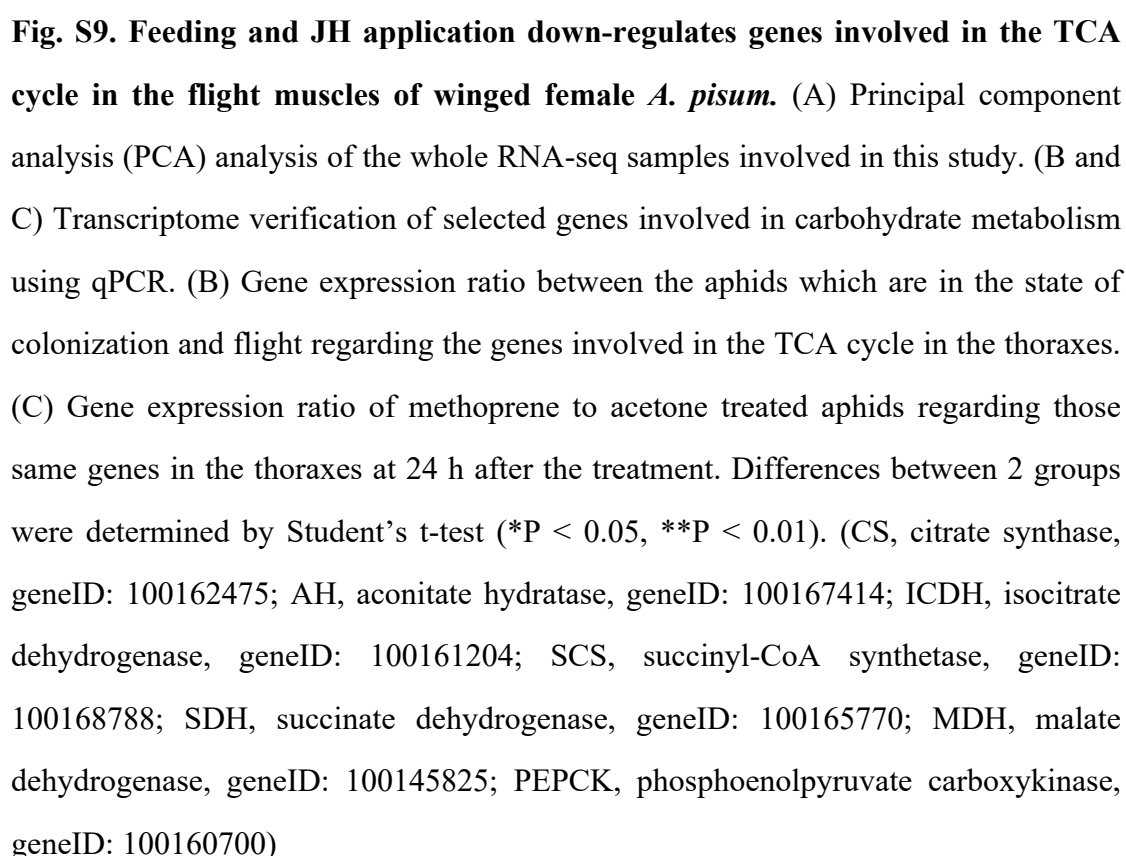 Fig. S9. Feeding and JH application down-regulates genes involved in the TCA
cycle in the flight muscles of winged female A. pisum. (A) Principal component
analysis (PCA) analysis of the whole RNA-seq samples involved in this study. (B and
C) Transcriptome verification of selected genes involved in carbohydrate metabolism
using qPCR. (B) Gene expression ratio between the aphids which are in the state of
colonization and flight regarding the genes involved in the TCA cycle in the thoraxes.
(C) Gene expression ratio of methoprene to acetone treated aphids regarding those
same genes in the thoraxes at 24 h after the treatment. Differences between 2 groups
were determined by Student’s t-test (*P < 0.05, **P < 0.01). (CS, citrate synthase,
geneID: 100162475; AH, aconitate hydratase, geneID: 100167414; ICDH, isocitrate
dehydrogenase, geneID: 100161204; SCS, succinyl-CoA synthetase, geneID:
100168788; SDH, succinate dehydrogenase, geneID: 100165770; MDH, malate
dehydrogenase, geneID: 100145825; PEPCK, phosphoenolpyruvate carboxykinase,
geneID: 100160700)